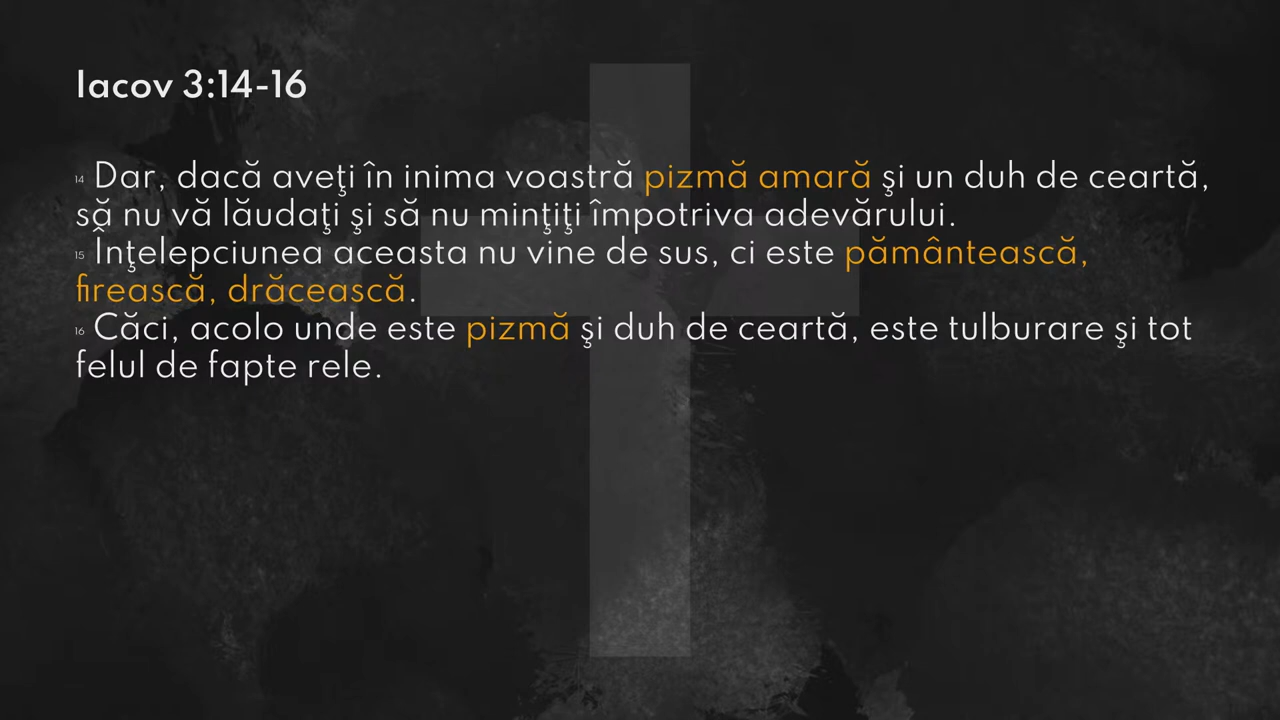 Iacov 3:14-16
14 Dar, dacă aveţi în inima voastră pizmă amară şi un duh de ceartă,
să nu vă lăudaţi şi să nu minţiţi împotriva adevărului.
15 Înţelepciunea aceasta nu vine de sus, ci este pământească,
firească, drăcească.
16 Căci, acolo unde este pizmă şi duh de ceartă, este tulburare şi tot
felul de fapte rele.